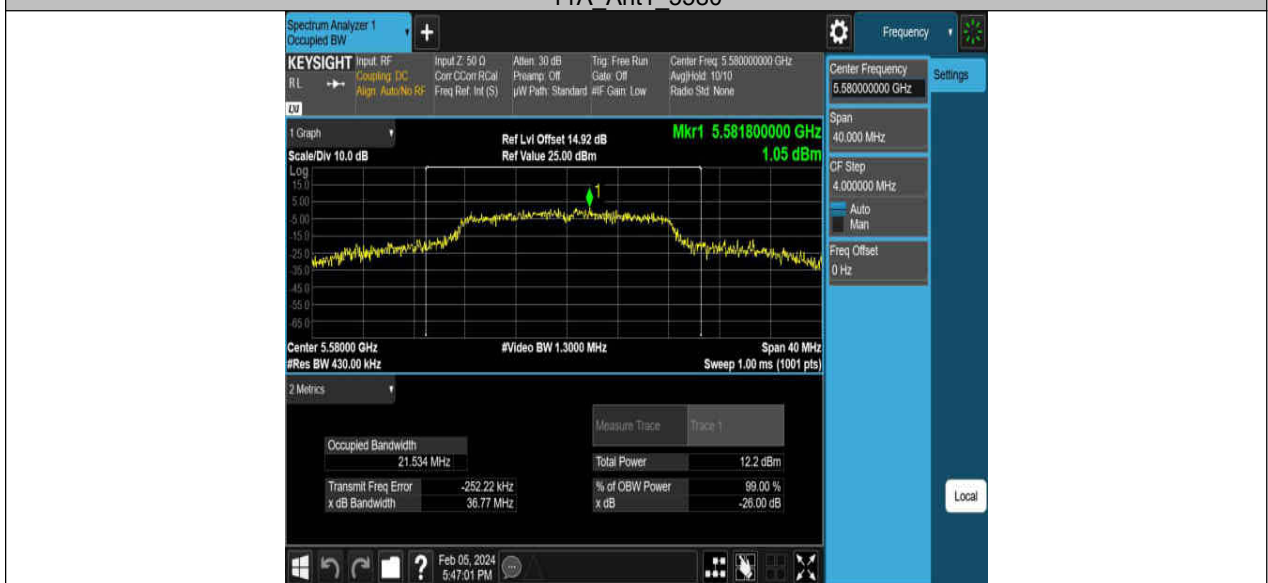 11A_Ant1_5580
Spectrum Analyzer 1
Occupied BW
+
Frequency
KEYSIGHT
RL
LXI
Input: RF
Coupling: DC
Align: Auto/No RF
Input Z: 50 Ω
Corr CCorr RCal
Freq Ref: Int (S)
Atten: 30 dB
Preamp: Off
µW Path: Standard
Trig: Free Run
Gate: Off
#IF Gain: Low
Center Freq: 5.580000000 GHz
Avg|Hold: 10/10
Radio Std: None
Center Frequency
5.580000000 GHz
Settings
Span
40.000 MHz
CF Step
4.000000 MHz
Auto
Man
Freq Offset
0 Hz
Local
1 Graph
Scale/Div 10.0 dB
Ref Lvl Offset 14.92 dB
Ref Value 25.00 dBm
Mkr1 5.581800000 GHz
1.05 dBm
Log
15.0
5.00
-5.00
-15.0
-25.0
-35.0
-45.0
-55.0
-65.0
1
Center 5.58000 GHz
#Res BW 430.00 kHz
#Video BW 1.3000 MHz
Span 40 MHz
Sweep 1.00 ms (1001 pts)
2 Metrics
Measure Trace
Trace 1
Occupied Bandwidth
21.534 MHz
Total Power
12.2 dBm
Transmit Freq Error
-252.22 kHz
% of OBW Power
99.00 %
x dB Bandwidth
36.77 MHz
x dB
-26.00 dB
?
Feb 05, 2024
5:47:01 PM